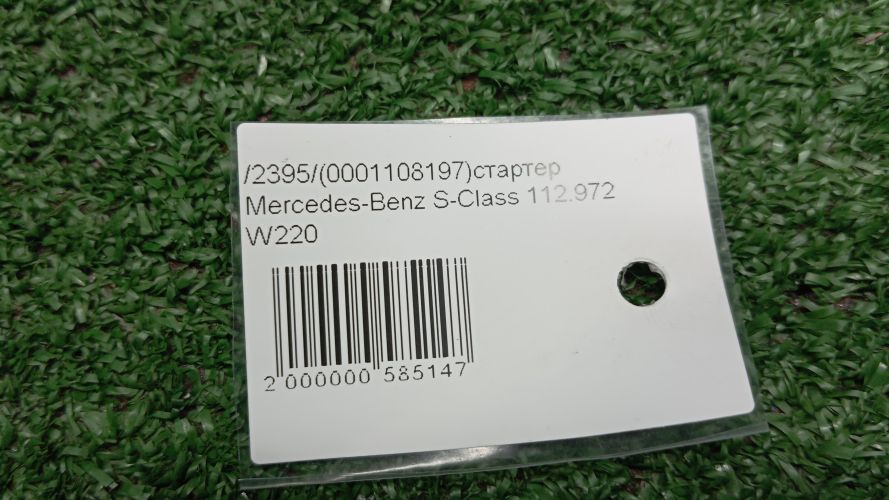 /2395/(0001108197)стартер
Mercedes-Benz S-Class 112.972
W220
2 000000 585147